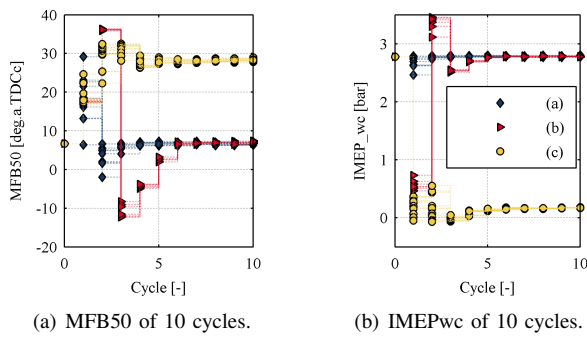 40
30
20
10
0
-10
-20
MFB50 [deg.a.TDCc]
0
5
10
Cycle [-]
(a) MFB50 of 10 cycles.
3
2
1
0
IMEP_wc [bar]
(a)
(b)
(c)
0
5
10
Cycle [-]
(b) IMEPwc of 10 cycles.